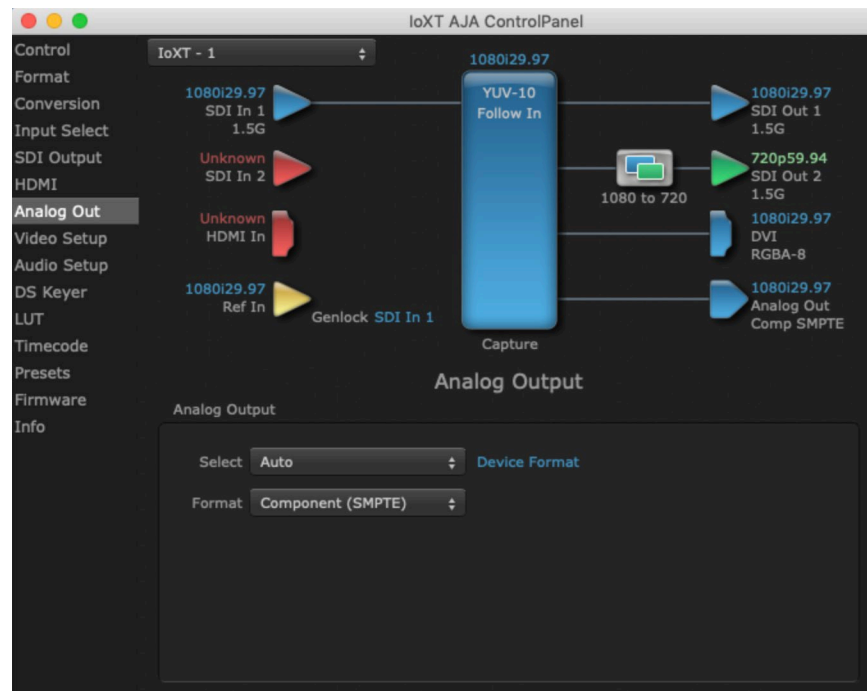 IoXT AJA ControlPanel
Control
Format
Conversion
Input Select
SDI Output
HDMI
Analog Out
Video Setup
Audio Setup
DS Keyer
LUT
Timecode
Presets
Firmware
Info
IoXT - 1
1080i29.97
SDI In 1
1.5G
Unknown
SDI In 2
Unknown
HDMI In
1080i29.97
Ref In
Genlock SDI In 1
1080i29.97
YUV-10
Follow In
Capture
1080 to 720
1080i29.97
SDI Out 1
1.5G
720p59.94
SDI Out 2
1.5G
1080i29.97
DVI
RGBA-8
1080i29.97
Analog Out
Comp SMPTE
Analog Output
Analog Output
Select Auto Device Format
Format Component (SMPTE)